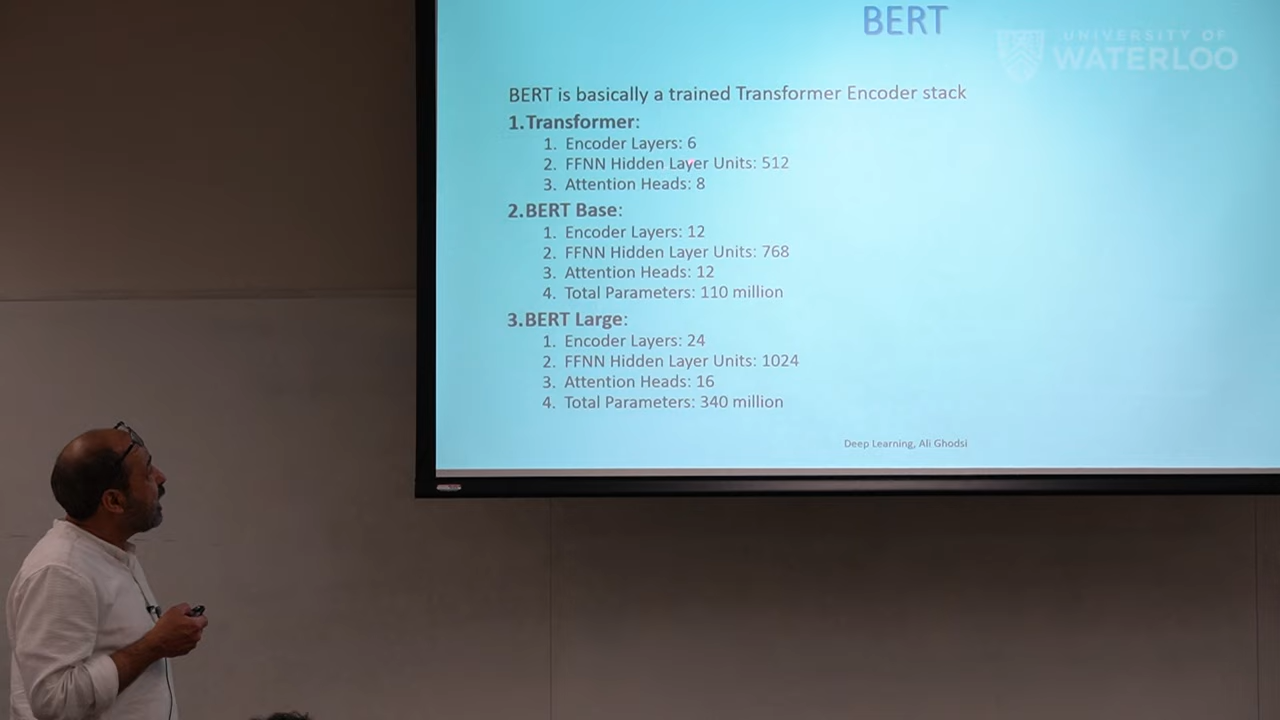 BERT
UNIVERSITY OF
WATERLOO
BERT is basically a trained Transformer Encoder stack
1. Transformer:
1. Encoder Layers: 6
2. FFNN Hidden Layer Units: 512
3. Attention Heads: 8
2. BERT Base:
1. Encoder Layers: 12
2. FFNN Hidden Layer Units: 768
3. Attention Heads: 12
4. Total Parameters: 110 million
3. BERT Large:
1. Encoder Layers: 24
2. FFNN Hidden Layer Units: 1024
3. Attention Heads: 16
4. Total Parameters: 340 million
Deep Learning, Ali Ghodsi